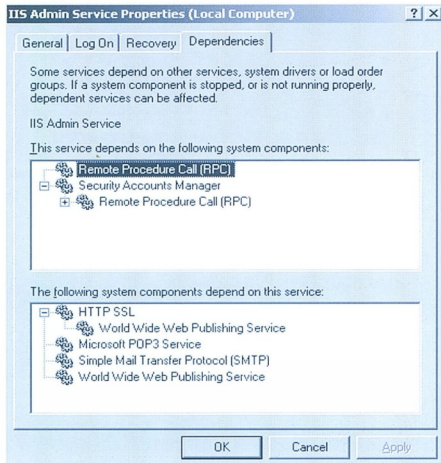 IIS Admin Service Properties (Local Computer)
General Log On Recovery Dependencies
Some services depend on other services, system drivers or load order
groups. If a system component is stopped, or is not running properly,
dependent services can be affected.
IIS Admin Service
This service depends on the following system components:
Remote Procedure Call (RPC)
Security Accounts Manager
Remote Procedure Call (RPC)
The following system components depend on this service:
HTTP SSL
World Wide Web Publishing Service
Microsoft POP3 Service
Simple Mail Transfer Protocol (SMTP)
World Wide Web Publishing Service
OK Cancel Apply